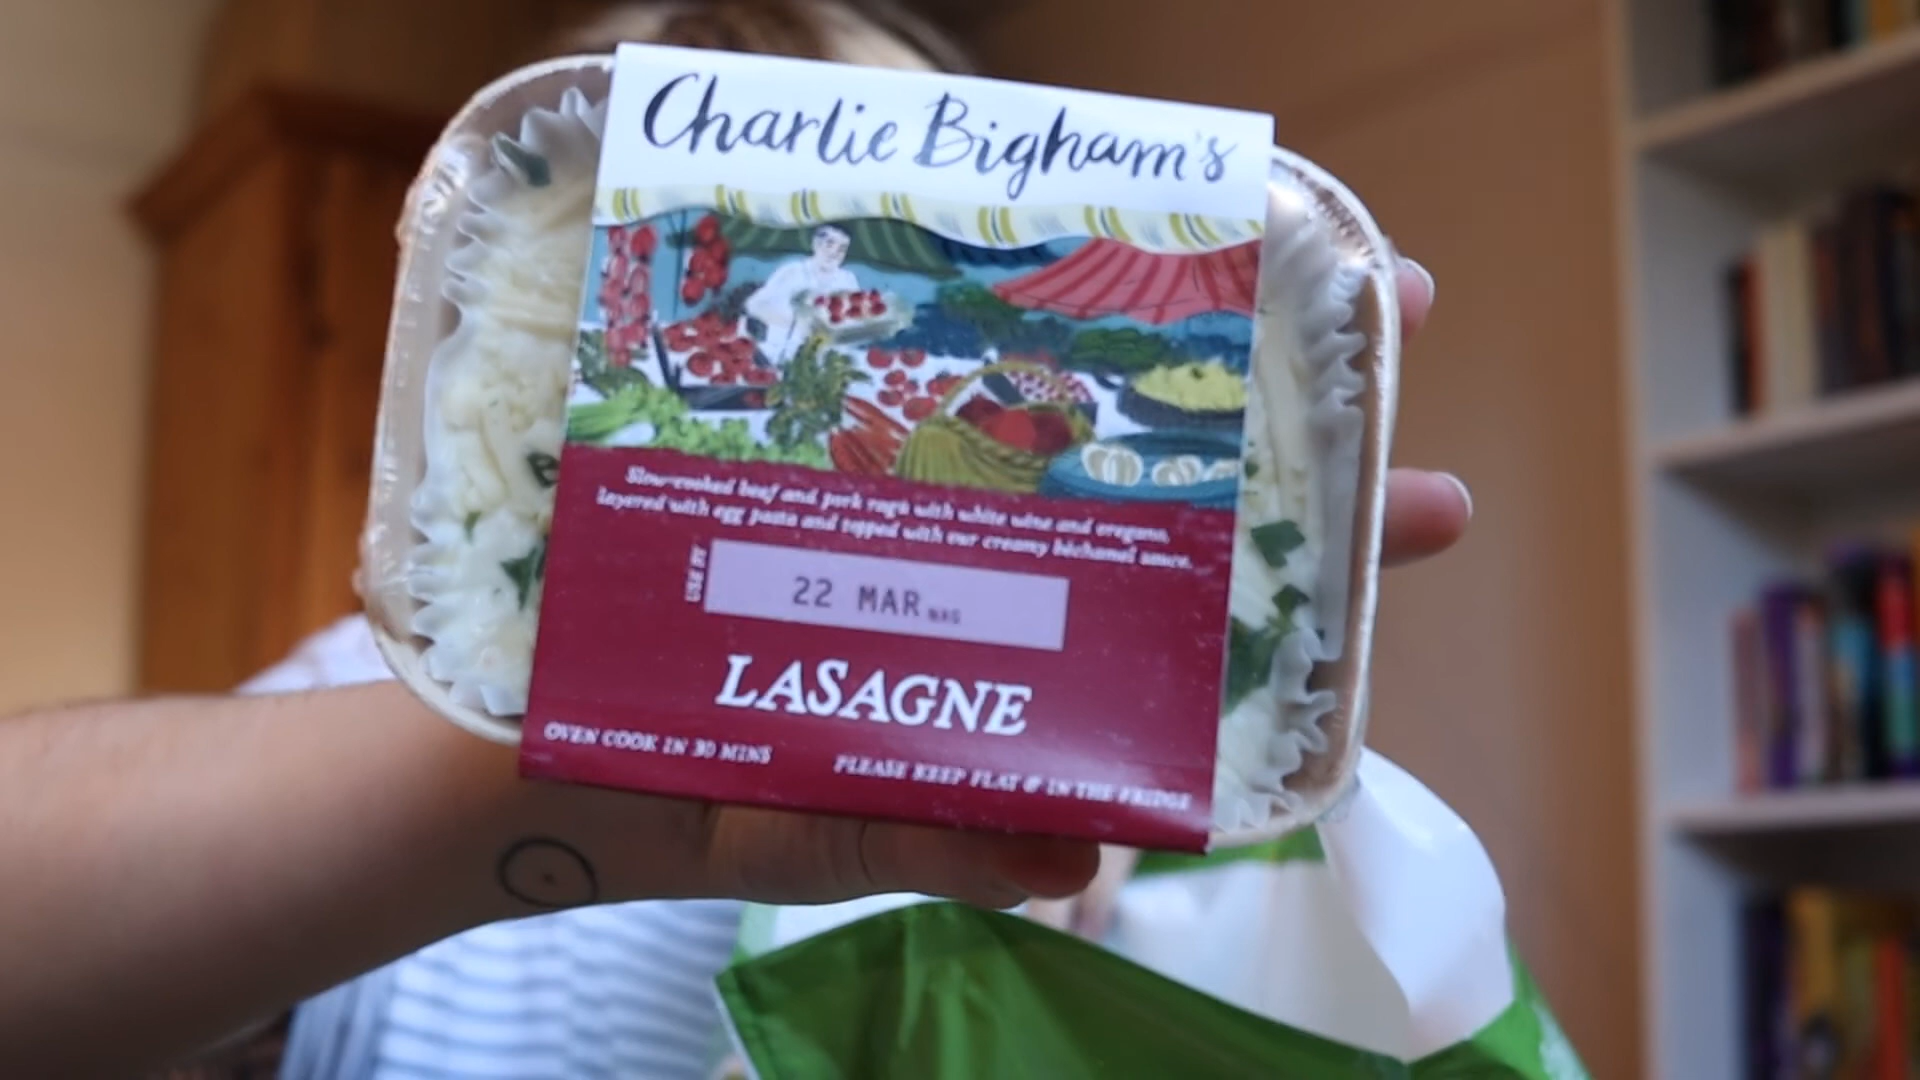 Charlie Bigham's
Slow-cooked beef and pork ragù with white wine and oregano,
layered with egg pasta and topped with our creamy béchamel sauce.
USE BY
22 MAR
LASAGNE
OVEN COOK IN 30 MINS
PLEASE KEEP FLAT & IN THE FRIDGE